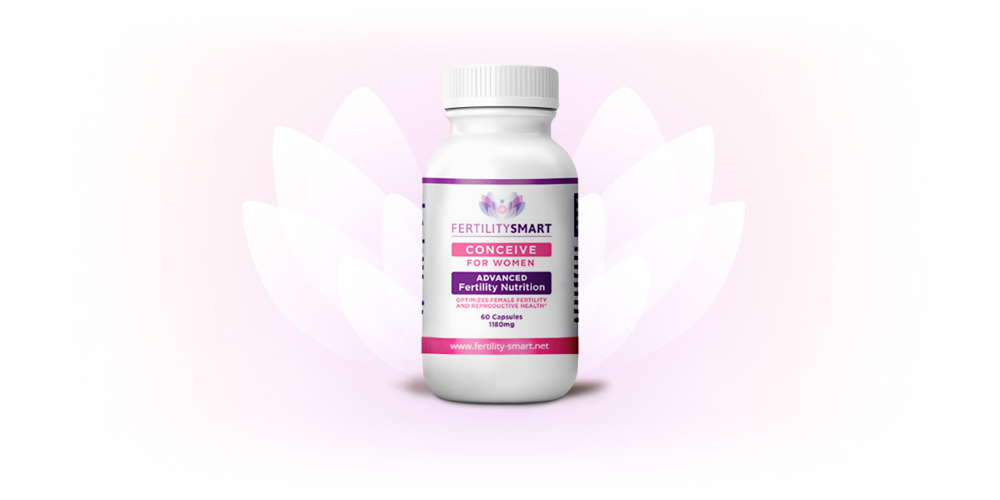 FERTILITYSMART
CONCEIVE
FOR WOMEN
ADVANCED
Fertility Nutrition
OPTIMIZES FEMALE FERTILITY
AND REPRODUCTIVE HEALTH*
60 Capsules
1180mg
www.fertility-smart.net